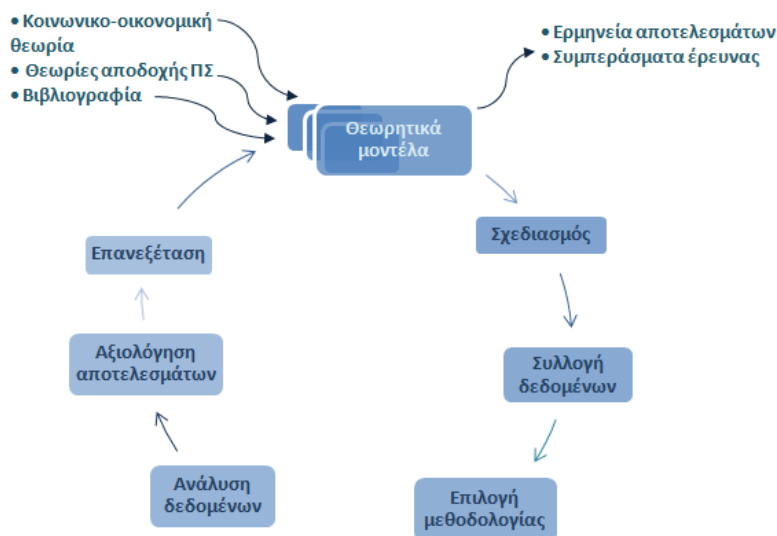 • Κοινωνικο-οικονομική
θεωρία
• Θεωρίες αποδοχής ΠΣ
• Βιβλιογραφία
• Ερμηνεία αποτελεσμάτων
• Συμπεράσματα έρευνας
Θεωρητικά
μοντέλα
Σχεδιασμός
Συλλογή
δεδομένων
Επιλογή
μεθοδολογίας
Ανάλυση
δεδομένων
Αξιολόγηση
αποτελεσμάτων
Επανεξέταση